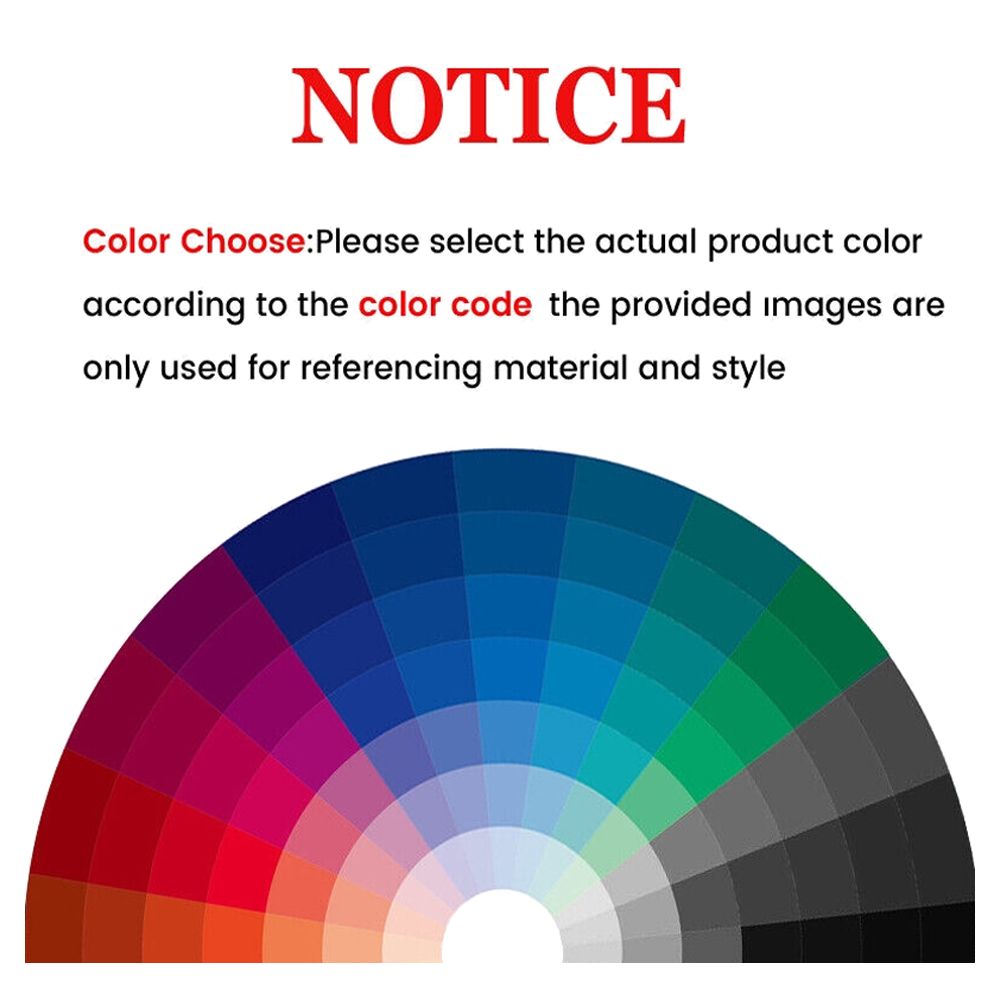 NOTICE
Color Choose:Please select the actual product color
according to the color code the provided ımages are
only used for referencing material and style